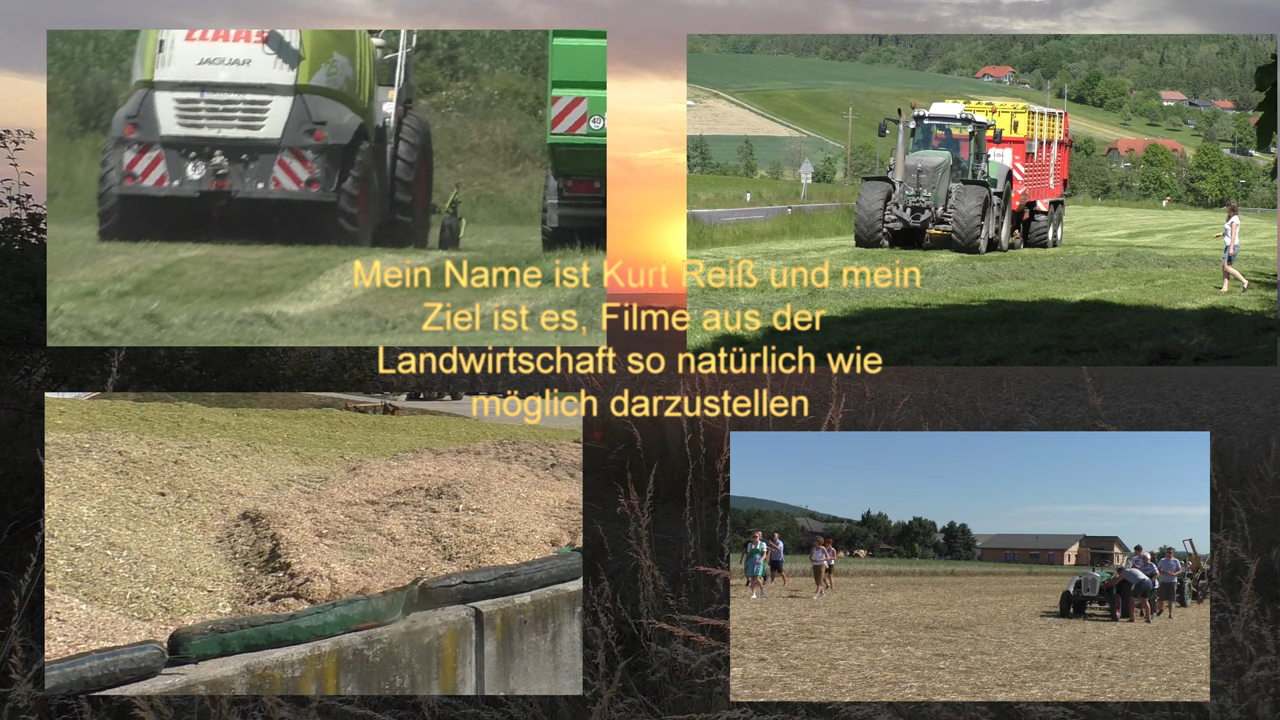 CLAAS
JAGUAR
40
Mein Name ist Kurt Reiß und mein
Ziel ist es, Filme aus der
Landwirtschaft so natürlich wie
möglich darzustellen